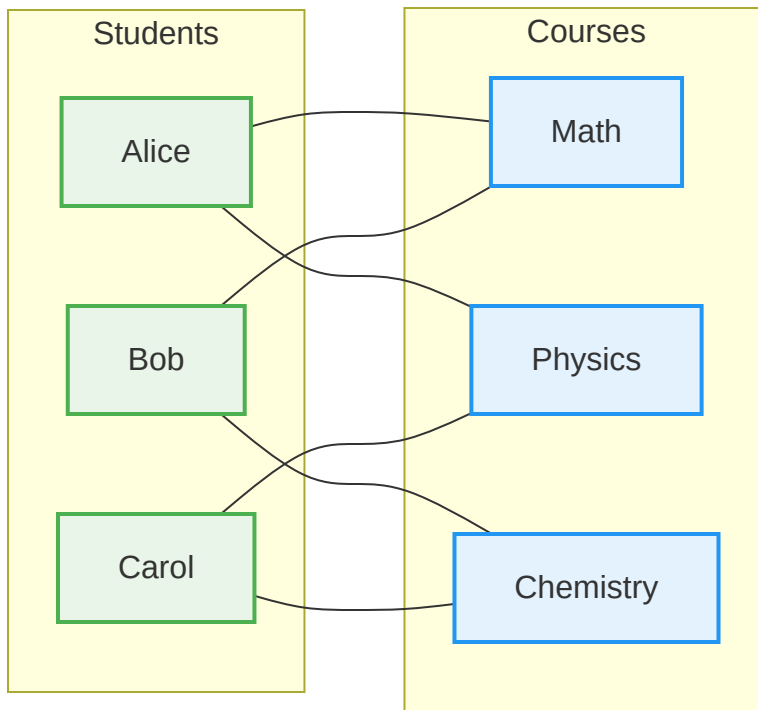 Students
Courses
Alice
Math
Bob
Physics
Carol
Chemistry